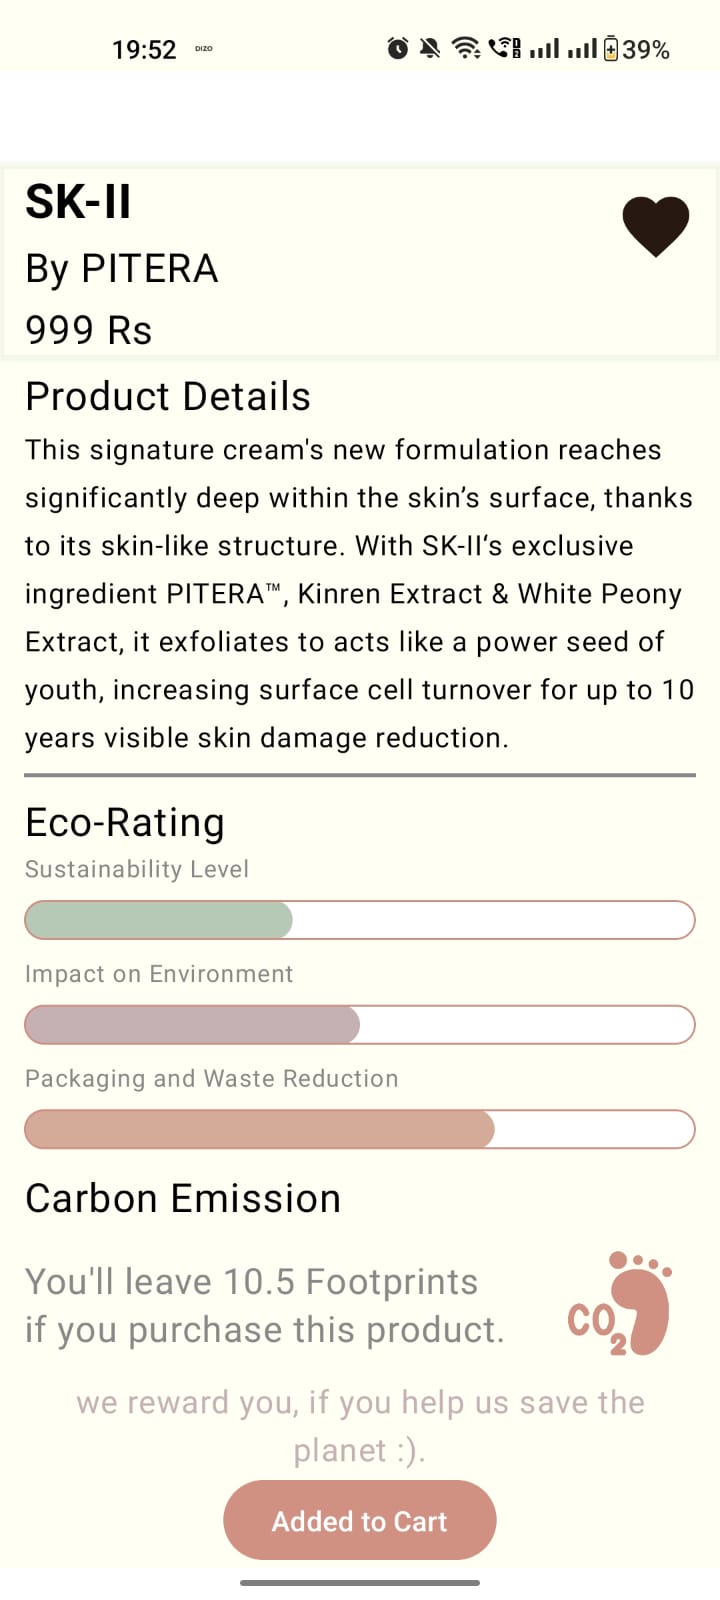 19:52 DIZO 39%
SK-II
By PITERA
999 Rs
Product Details
This signature cream's new formulation reaches
significantly deep within the skin’s surface, thanks
to its skin-like structure. With SK-II‘s exclusive
ingredient PITERA™, Kinren Extract & White Peony
Extract, it exfoliates to acts like a power seed of
youth, increasing surface cell turnover for up to 10
years visible skin damage reduction.
Eco-Rating
Sustainability Level
Impact on Environment
Packaging and Waste Reduction
Carbon Emission
You'll leave 10.5 Footprints
if you purchase this product.
CO2
we reward you, if you help us save the
planet :).
Added to Cart